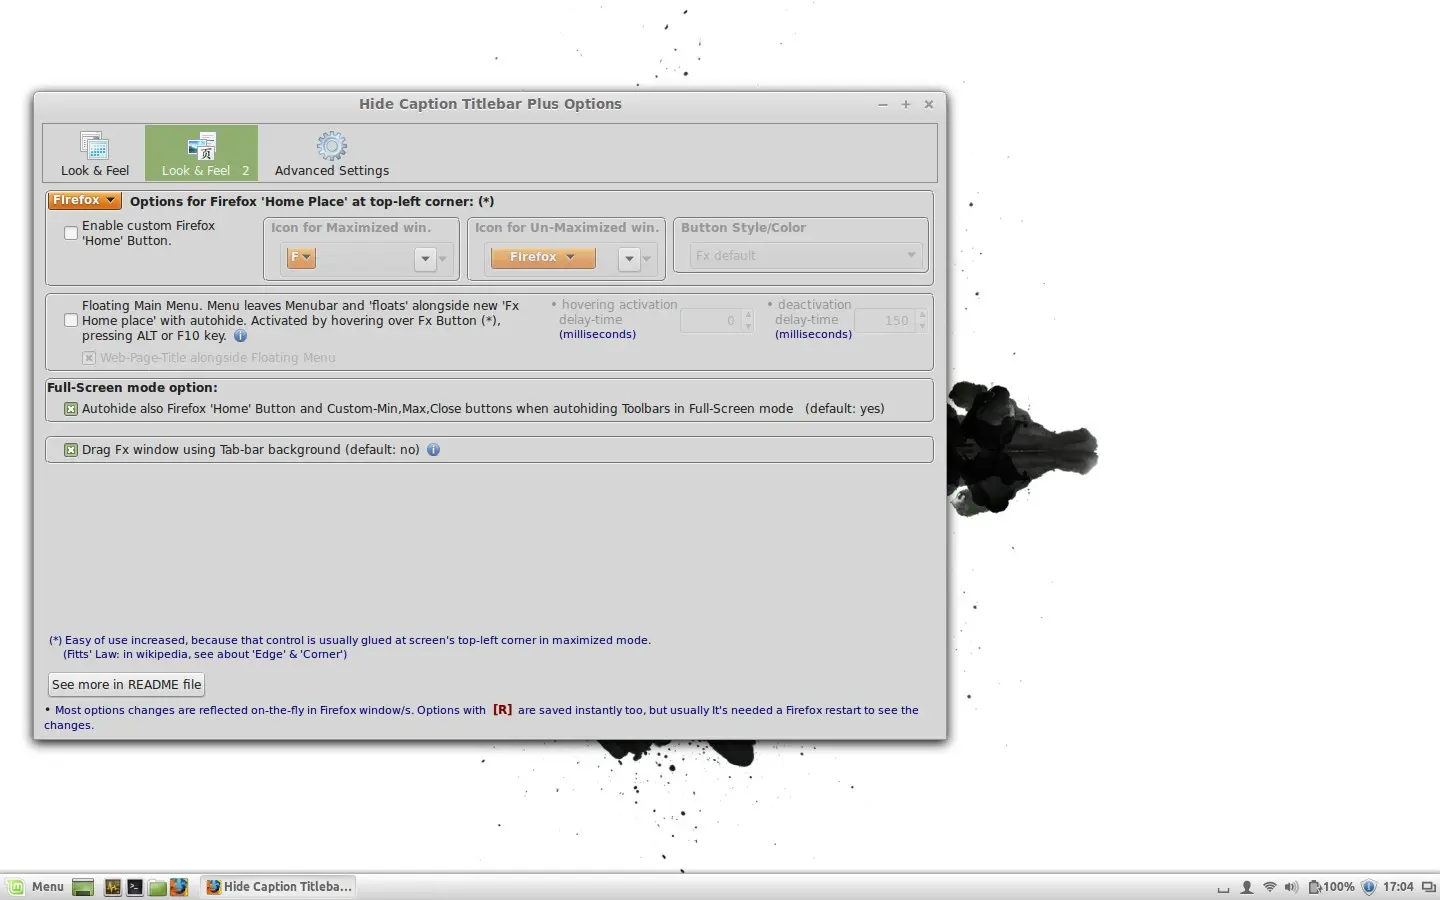 Hide Caption Titlebar Plus Options
Look & Feel
Look & Feel 2
Advanced Settings
Firefox
Options for Firefox 'Home Place' at top-left corner: (*)
Enable custom Firefox
'Home' Button.
Icon for Maximized win.
F
Icon for Un-Maximized win.
Firefox
Button Style/Color
Fx default
Floating Main Menu. Menu leaves Menubar and 'floats' alongside new 'Fx
Home place' with autohide. Activated by hovering over Fx Button (*),
pressing ALT or F10 key.
• hovering activation
delay-time
(milliseconds)
0
• deactivation
delay-time
(milliseconds)
150
Web-Page-Title alongside Floating Menu
Full-Screen mode option:
Autohide also Firefox 'Home' Button and Custom-Min,Max,Close buttons when autohiding Toolbars in Full-Screen mode (default: yes)
Drag Fx window using Tab-bar background (default: no)
(*) Easy of use increased, because that control is usually glued at screen's top-left corner in maximized mode.
(Fitts' Law: in wikipedia, see about 'Edge' & 'Corner')
See more in README file
• Most options changes are reflected on-the-fly in Firefox window/s. Options with [R] are saved instantly too, but usually It's needed a Firefox restart to see the
changes.
Menu
Hide Caption Titleba...
100%
17:04